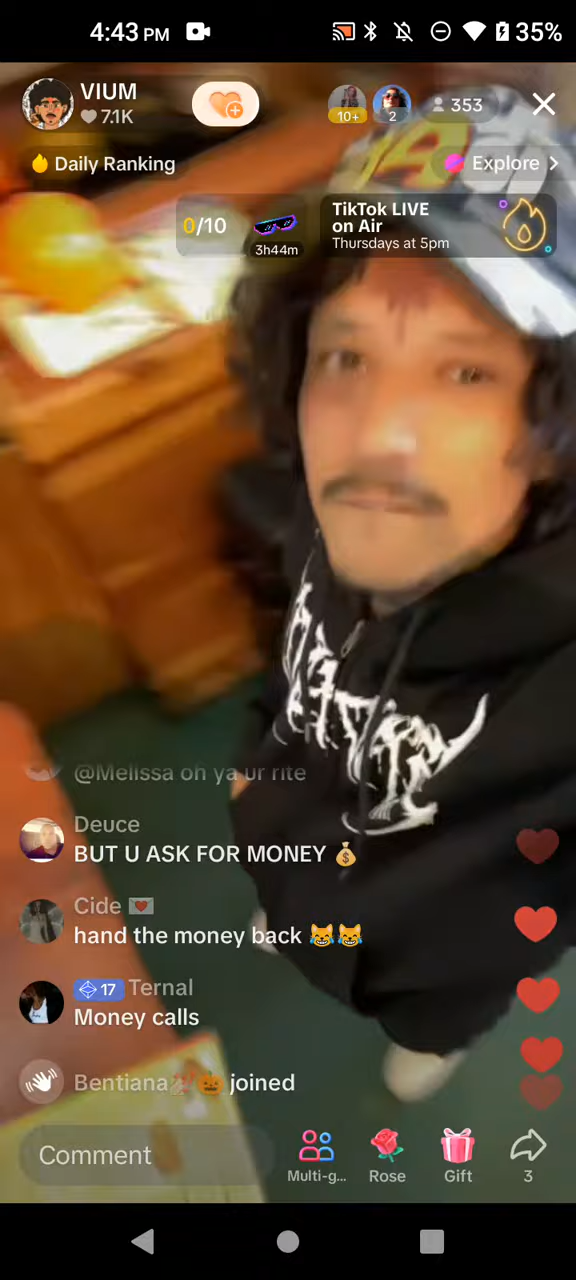 4:43 PM
35%
VIUM
7.1K
10+
2
353
Daily Ranking
Explore
0/10
3h44m
TikTok LIVE
on Air
Thursdays at 5pm
@Melissa oh ya ur rite
Deuce
BUT U ASK FOR MONEY 💰
Cide 💌
hand the money back 😹😹
17 Ternal
Money calls
Bentiana💅🎃 joined
Comment
Multi-g...
Rose
Gift
3